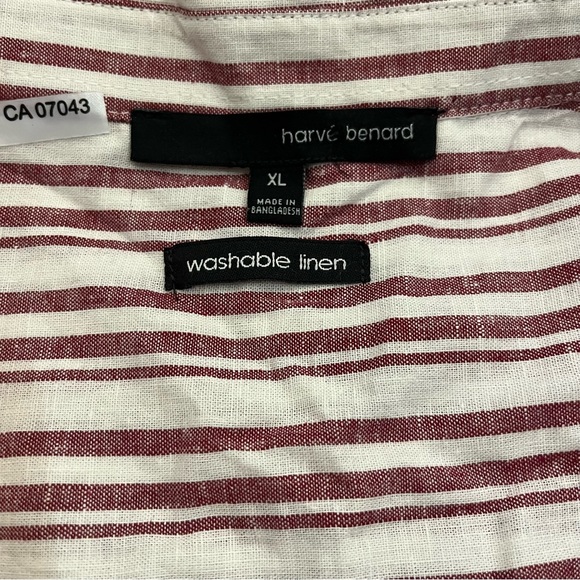 CA 07043
harvé benard
XL
MADE IN
BANGLADESH
washable linen